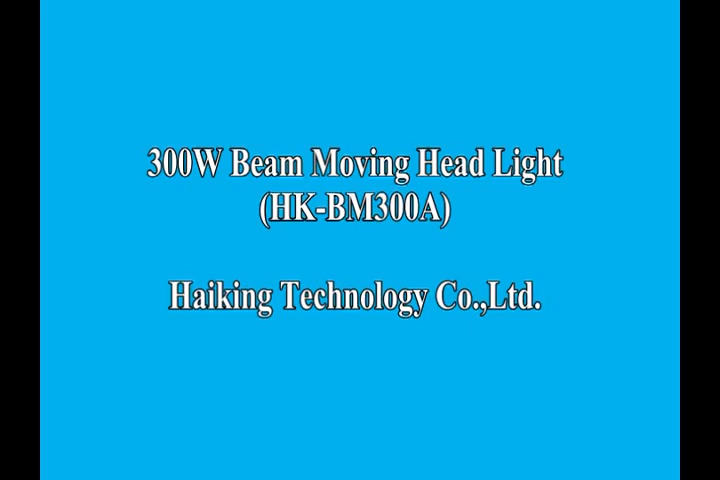 300W Beam Moving Head Light
(HK-BM300A)
Haiking Technology Co.,Ltd.